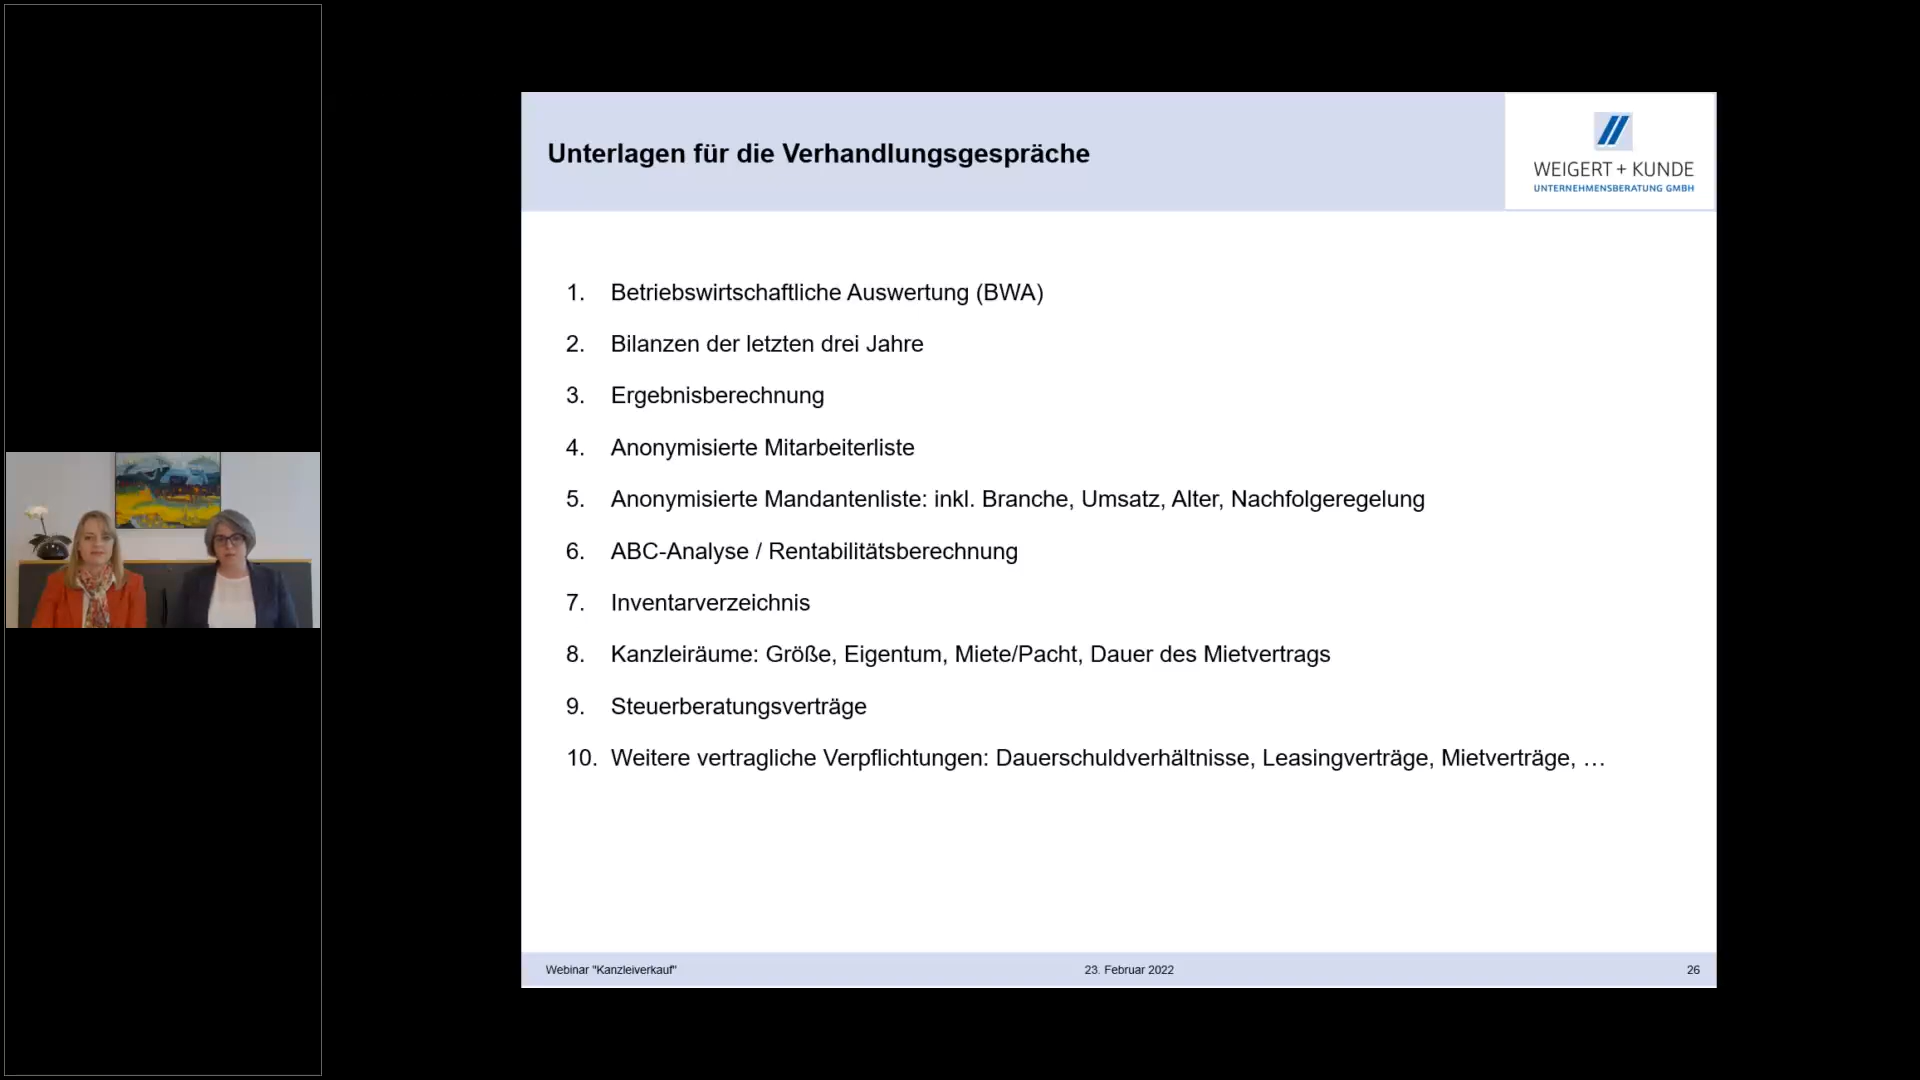 Unterlagen für die Verhandlungsgespräche
WEIGERT + KUNDE
UNTERNEHMENSBERATUNG GMBH
1. Betriebswirtschaftliche Auswertung (BWA)
2. Bilanzen der letzten drei Jahre
3. Ergebnisberechnung
4. Anonymisierte Mitarbeiterliste
5. Anonymisierte Mandantenliste: inkl. Branche, Umsatz, Alter, Nachfolgeregelung
6. ABC-Analyse / Rentabilitätsberechnung
7. Inventarverzeichnis
8. Kanzleiräume: Größe, Eigentum, Miete/Pacht, Dauer des Mietvertrags
9. Steuerberatungsverträge
10. Weitere vertragliche Verpflichtungen: Dauerschuldverhältnisse, Leasingverträge, Mietverträge, …
Webinar "Kanzleiverkauf" 23. Februar 2022 26